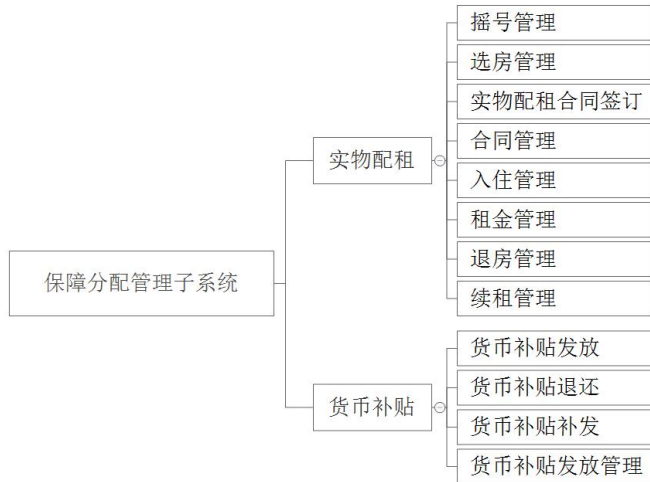 保障分配管理子系统
实物配租
摇号管理
选房管理
实物配租合同签订
合同管理
入住管理
租金管理
退房管理
续租管理
货币补贴
货币补贴发放
货币补贴退还
货币补贴补发
货币补贴发放管理